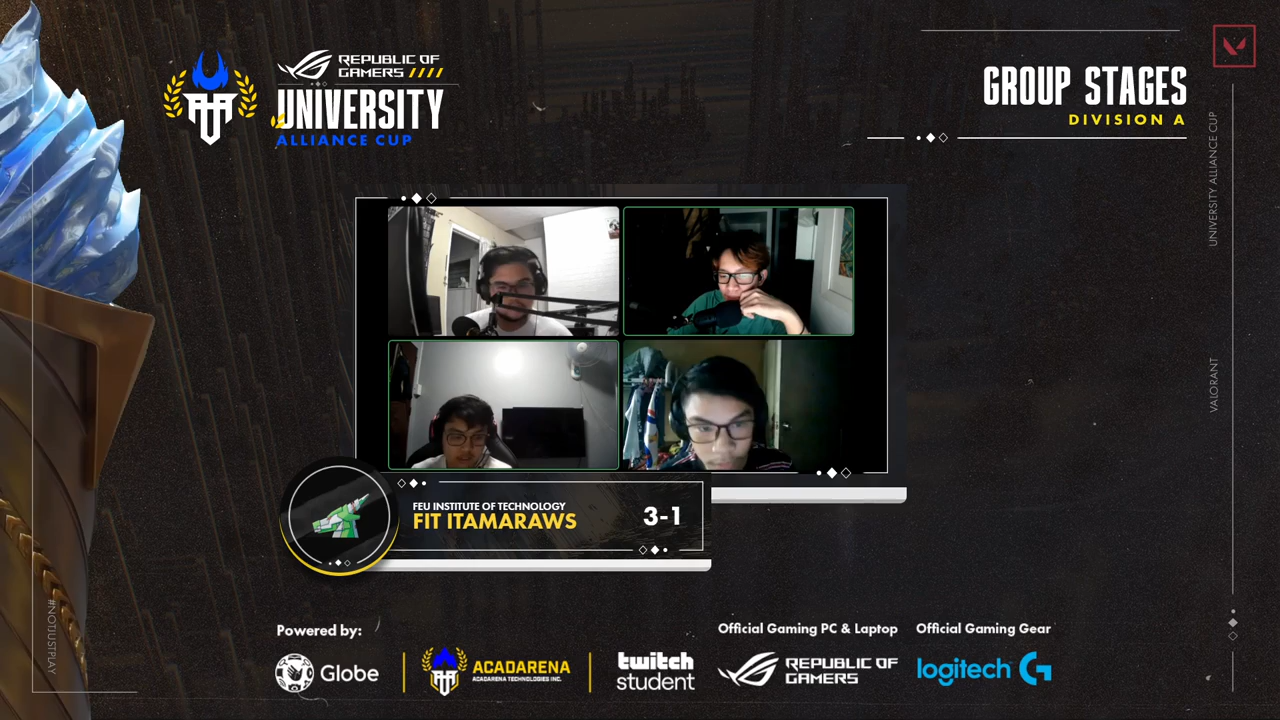 REPUBLIC OF
GAMERS
UNIVERSITY
ALLIANCE CUP
GROUP STAGES
DIVISION A
UNIVERSITY ALLIANCE CUP
VALORANT
FEU INSTITUTE OF TECHNOLOGY
FIT ITAMARAWS
3-1
#NOTJUSTPLAY
Powered by:
Globe
ACADARENA
ACADARENA TECHNOLOGIES INC.
twitch
student
Official Gaming PC & Laptop
REPUBLIC OF
GAMERS
Official Gaming Gear
logitech G